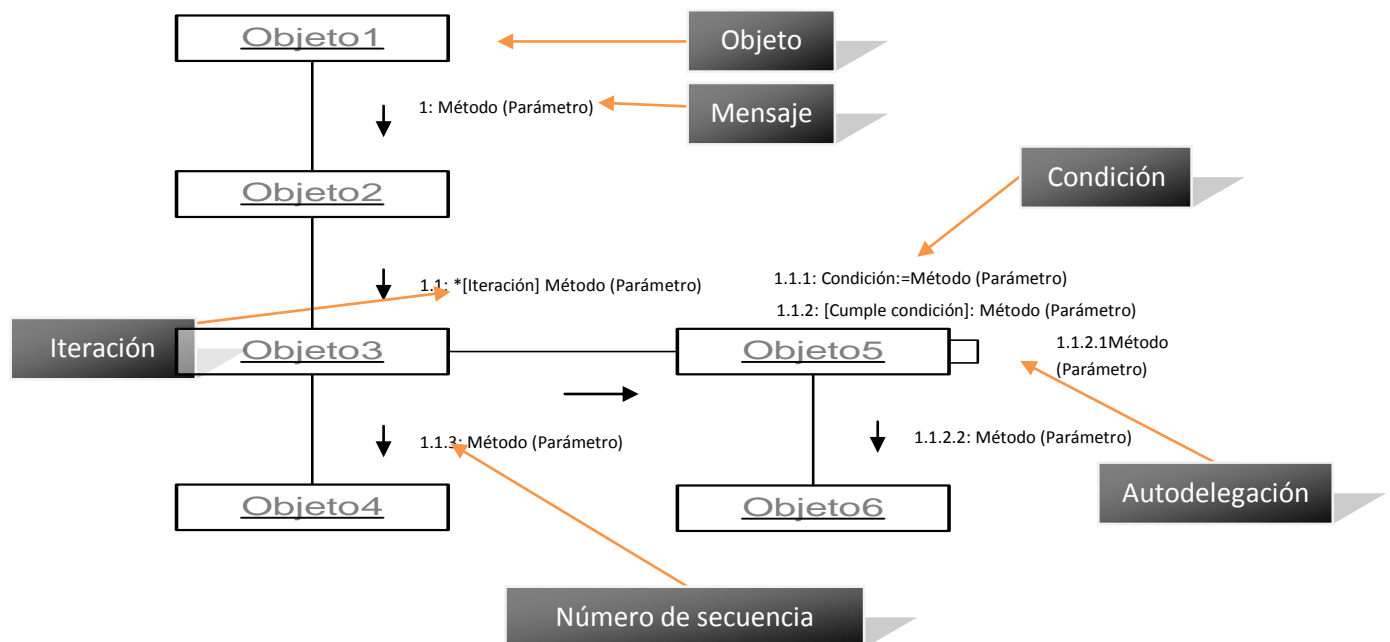 Objeto1
Objeto
1: Método (Parámetro)
Mensaje
Objeto2
Condición
1.1: *[Iteración] Método (Parámetro)
1.1.1: Condición:=Método (Parámetro)
1.1.2: [Cumple condición]: Método (Parámetro)
Iteración
Objeto3
Objeto5
1.1.2.1Método
(Parámetro)
1.1.3: Método (Parámetro)
1.1.2.2: Método (Parámetro)
Autodelegación
Objeto4
Objeto6
Número de secuencia